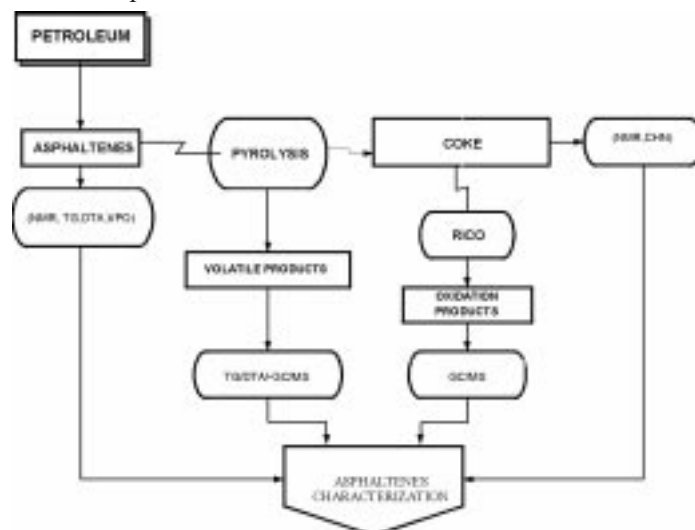 PETROLEUM
ASPHALTENES
PYROLYSIS
COKE
(NMR,CHN)
(NMR, TG,DTA,VPO)
RICO
VOLATILE PRODUCTS
OXIDATION
PRODUCTS
TG/DTA/-GC/MS
GC/MS
ASPHALTENES
CHARACTERIZATION